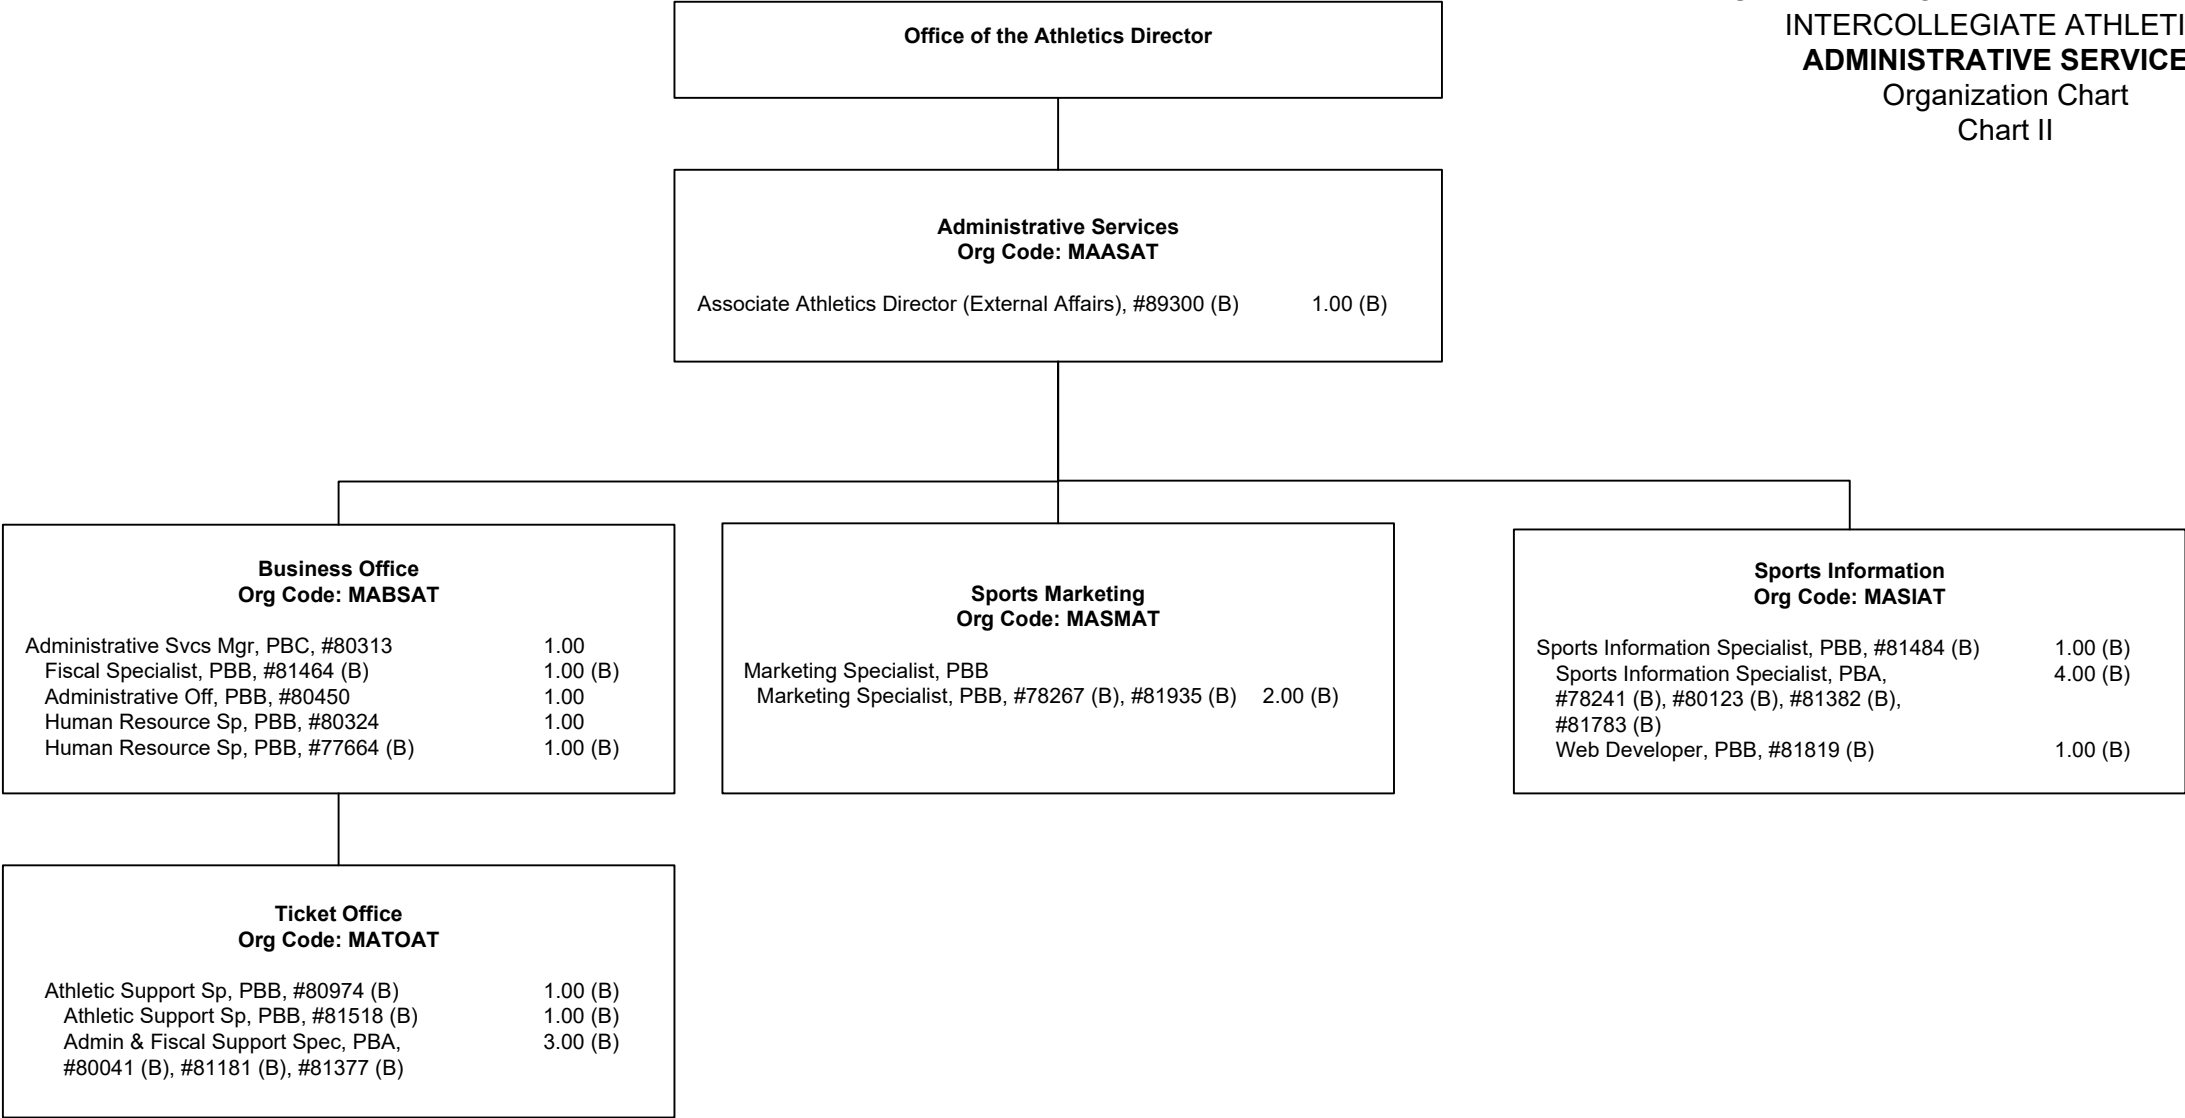 Office of the Athletics Director
INTERCOLLEGIATE ATHLETI
ADMINISTRATIVE SERVICE
Organization Chart
Chart II
Administrative Services
Org Code: MAASAT
Associate Athletics Director (External Affairs), #89300 (B) 1.00 (B)
Business Office
Org Code: MABSAT
Administrative Svcs Mgr, PBC, #80313 1.00
Fiscal Specialist, PBB, #81464 (B) 1.00 (B)
Administrative Off, PBB, #80450 1.00
Human Resource Sp, PBB, #80324 1.00
Human Resource Sp, PBB, #77664 (B) 1.00 (B)
Sports Marketing
Org Code: MASMAT
Marketing Specialist, PBB
Marketing Specialist, PBB, #78267 (B), #81935 (B) 2.00 (B)
Sports Information
Org Code: MASIAT
Sports Information Specialist, PBB, #81484 (B) 1.00 (B)
Sports Information Specialist, PBA, 4.00 (B)
#78241 (B), #80123 (B), #81382 (B),
#81783 (B)
Web Developer, PBB, #81819 (B) 1.00 (B)
Ticket Office
Org Code: MATOAT
Athletic Support Sp, PBB, #80974 (B) 1.00 (B)
Athletic Support Sp, PBB, #81518 (B) 1.00 (B)
Admin & Fiscal Support Spec, PBA, 3.00 (B)
#80041 (B), #81181 (B), #81377 (B)